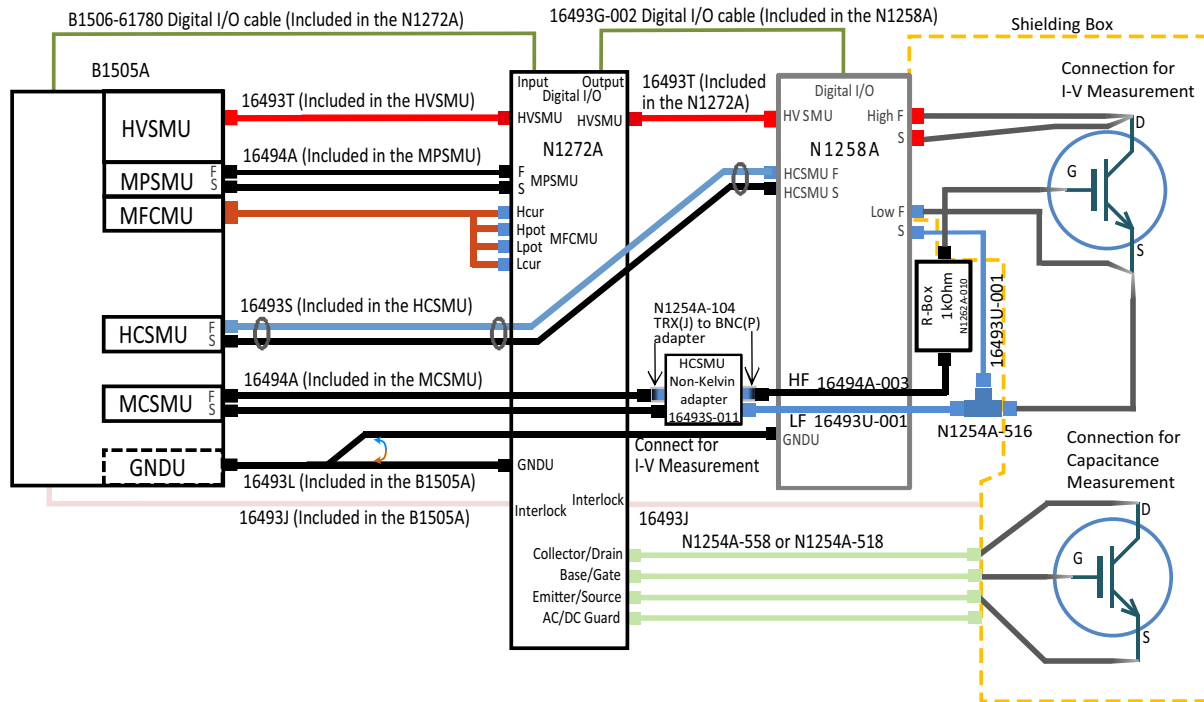 B1506-61780 Digital I/O cable (Included in the N1272A)
16493G-002 Digital I/O cable (Included in the N1258A)
Shielding Box
B1505A
HVSMU
MPSMU
F
S
MFCMU
HCSMU
F
S
MCSMU
F
S
GNDU
16493T (Included in the HVSMU)
16494A (Included in the MPSMU)
16493S (Included in the HCSMU)
16494A (Included in the MCSMU)
16493L (Included in the B1505A)
16493J (Included in the B1505A)
Input
Output
Digital I/O
HVSMU
HVSMU
N1272A
F
S
MPSMU
Hcur
Hpot
Lpot
Lcur
MFCMU
GNDU
Interlock
Interlock
Collector/Drain
Base/Gate
Emitter/Source
AC/DC Guard
16493T (Included
in the N1272A)
Digital I/O
HV SMU
N1258A
HCSMU F
HCSMU S
High F
S
Low F
S
GNDU
N1254A-104
TRX(J) to BNC(P)
adapter
HCSMU
Non-Kelvin
adapter
16493S-011
Connect for
I-V Measurement
HF 16494A-003
LF 16493U-001
R-Box
1kOhm
N1262A-010
16493U-001
N1254A-516
16493J
N1254A-558 or N1254A-518
Connection for
I-V Measurement
D
G
S
Connection for
Capacitance
Measurement
D
G
S